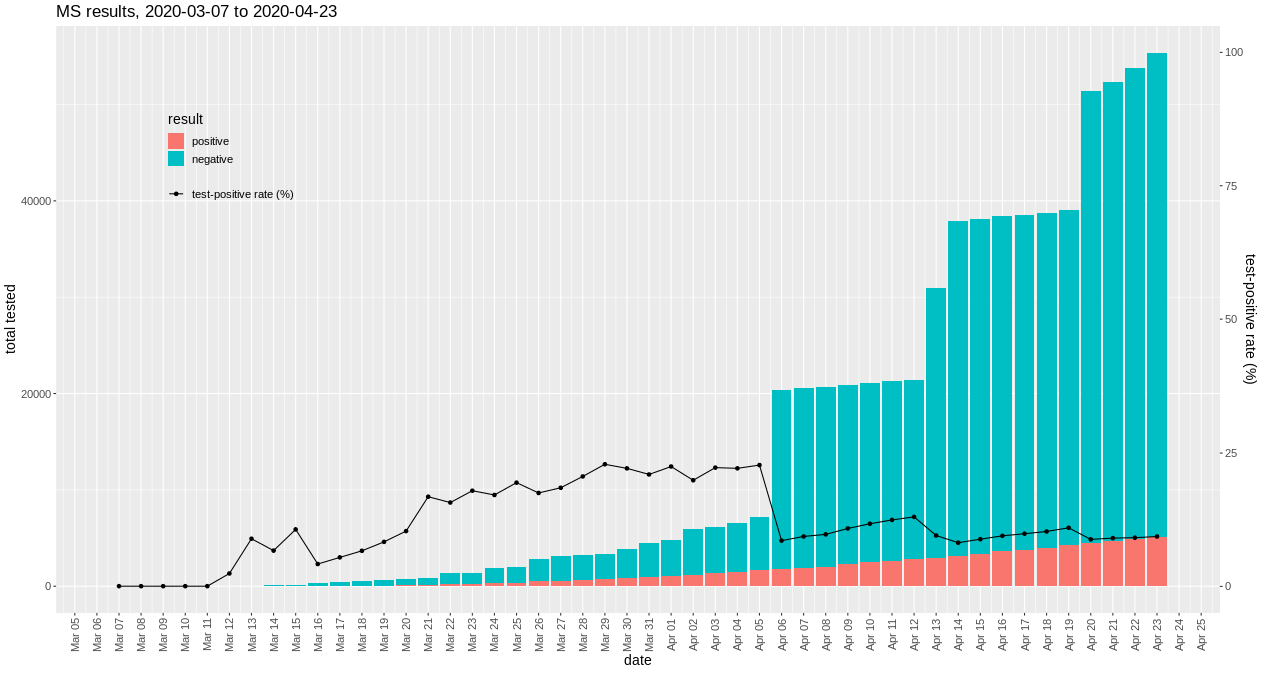 MS results, 2020-03-07 to 2020-04-23
result
positive
negative
test-positive rate (%)
total tested
40000
20000
0
100
75
50
25
0
test-positive rate (%)
Mar 05
Mar 06
Mar 07
Mar 08
Mar 09
Mar 10
Mar 11
Mar 12
Mar 13
Mar 14
Mar 15
Mar 16
Mar 17
Mar 18
Mar 19
Mar 20
Mar 21
Mar 22
Mar 23
Mar 24
Mar 25
Mar 26
Mar 27
Mar 28
Mar 29
Mar 30
Mar 31
Apr 01
Apr 02
Apr 03
Apr 04
Apr 05
Apr 06
Apr 07
Apr 08
Apr 09
Apr 10
Apr 11
Apr 12
Apr 13
Apr 14
Apr 15
Apr 16
Apr 17
Apr 18
Apr 19
Apr 20
Apr 21
Apr 22
Apr 23
Apr 24
Apr 25
date